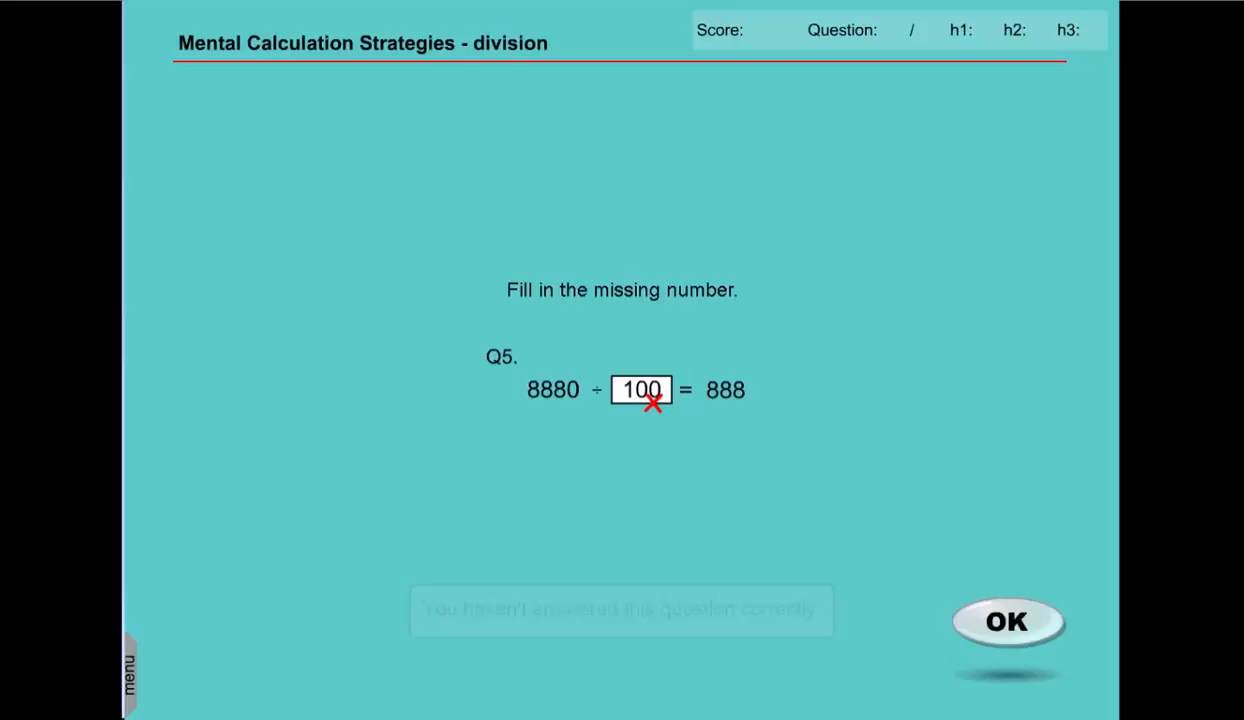 Mental Calculation Strategies - division
Score: Question: / h1: h2: h3:
Fill in the missing number.
Q5.
8880 ÷ 100 = 888
You haven't answered this question correctly
OK
menu